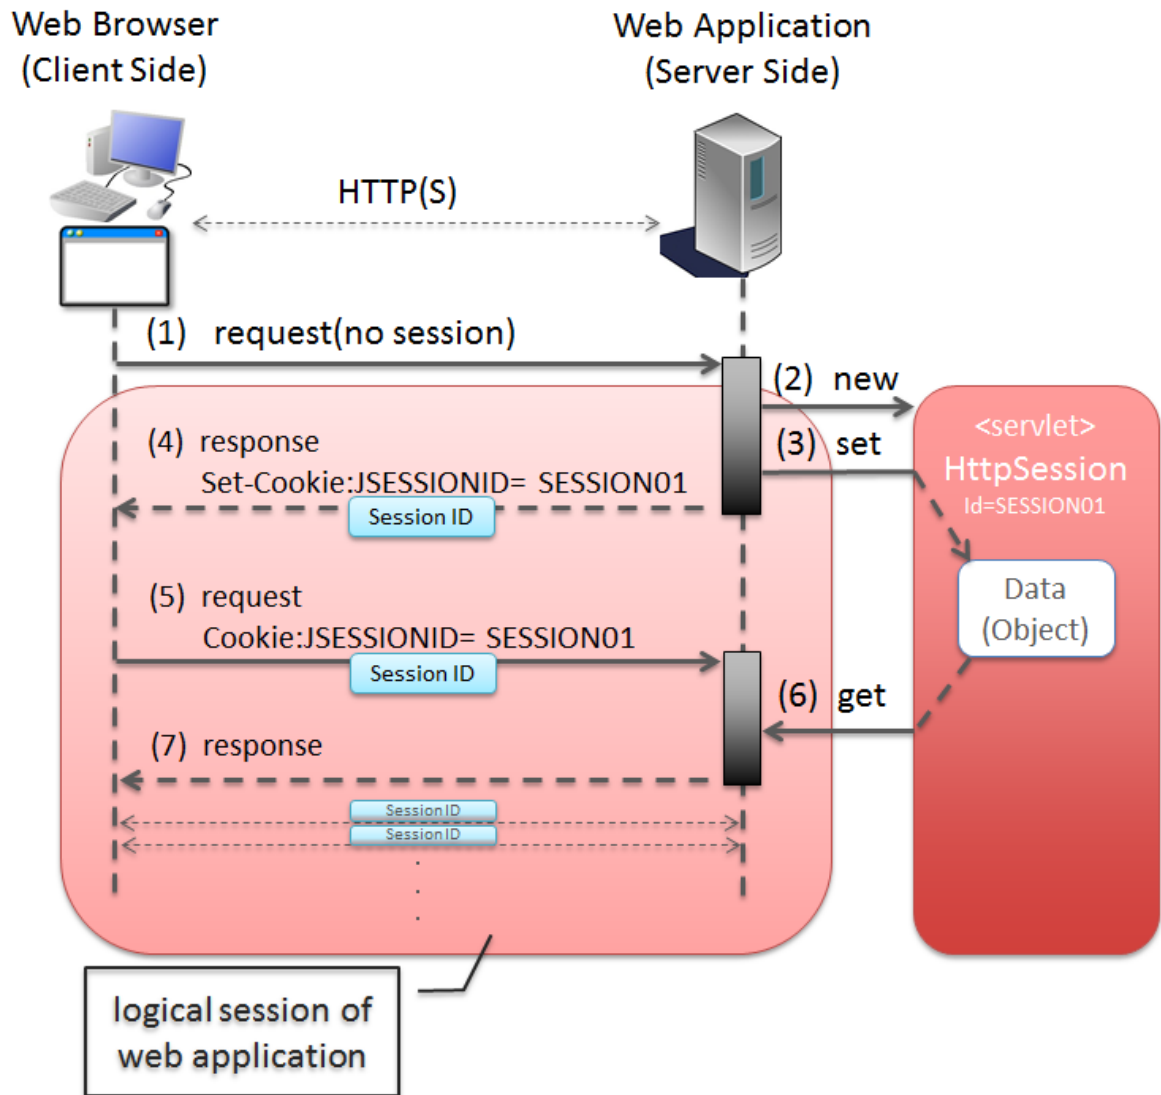 Web Browser
(Client Side)
Web Application
(Server Side)
HTTP(S)
(1) request(no session)
(2) new
(3) set
<servlet>
HttpSession
Id=SESSION01
(4) response
Set-Cookie:JSESSIONID= SESSION01
Session ID
Data
(Object)
(5) request
Cookie:JSESSIONID= SESSION01
Session ID
(6) get
(7) response
Session ID
Session ID
.
.
.
logical session of
web application